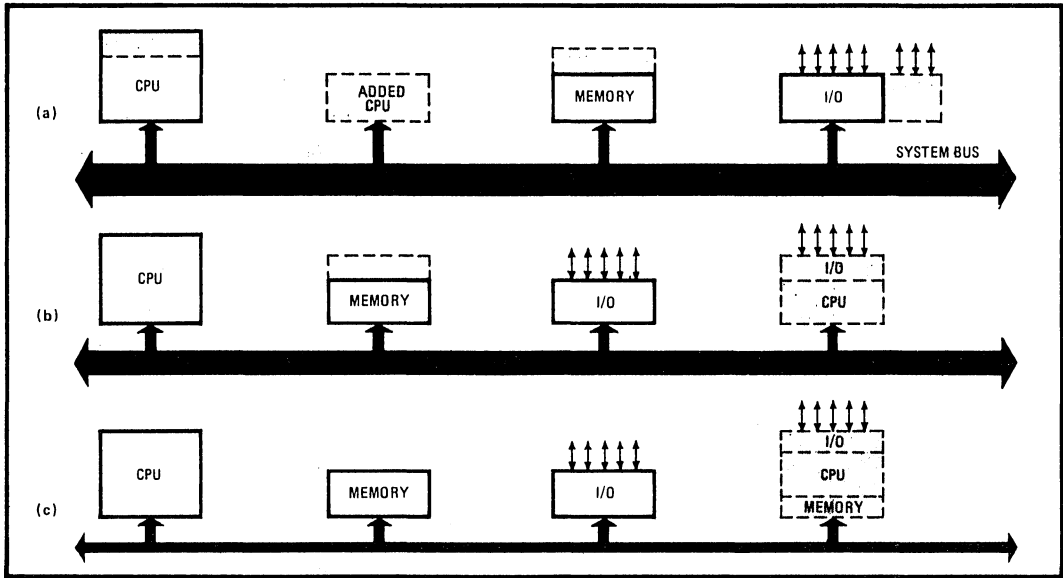 (a)
CPU
ADDED
CPU
MEMORY
I/O
SYSTEM BUS
(b)
CPU
MEMORY
I/O
I/O
CPU
(c)
CPU
MEMORY
I/O
I/O
CPU
MEMORY